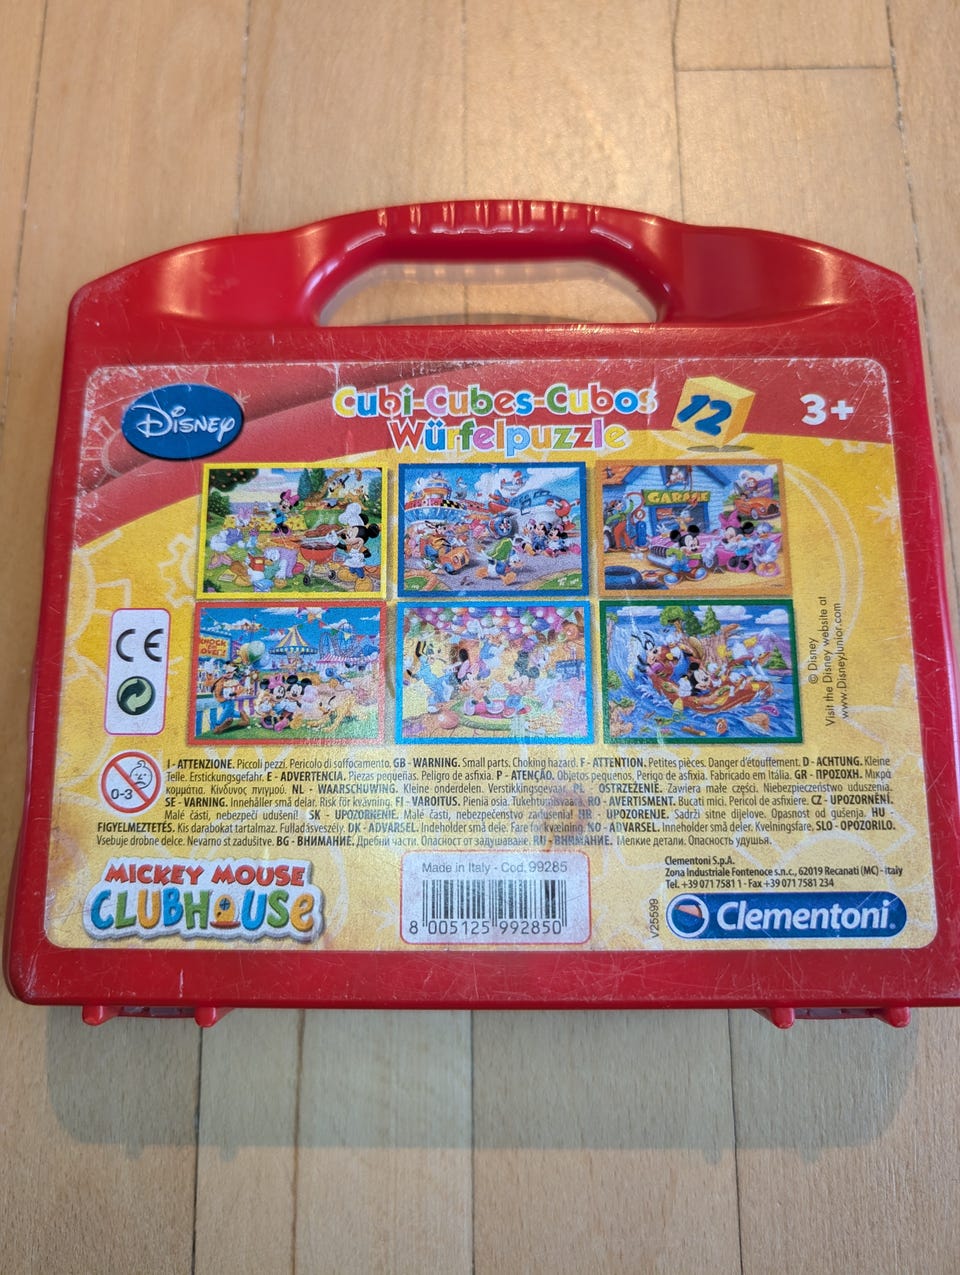 Disney
Cubi-Cubes-Cubos
Würfelpuzzle
12
3+
GARAGE
CE
© Disney
Visit the Disney website at
www.DisneyJunior.com
0-3
I - ATTENZIONE. Piccoli pezzi. Pericolo di soffocamento. GB - WARNING. Small parts. Choking hazard. F - ATTENTION. Petites pièces. Danger d'étouffement. D - ACHTUNG. Kleine
Teile. Erstickungsgefahr. E - ADVERTENCIA. Piezas pequeñas. Peligro de asfixia. P - ATENÇÃO. Objetos pequenos, Perigo de asfixia. Fabricado em Itália. GR - ΠΡΟΣΟΧΗ. Μικρά
κομμάτια. Κίνδυνος πνιγμού. NL - WAARSCHUWING. Kleine onderdelen. Verstikkingsgevaar. PL - OSTRZEŻENIE. Zawiera małe części. Niebezpieczeństwo uduszenia.
SE - VARNING. Innehåller små delar. Risk för kvävning. FI - VAROITUS. Pieniä osia. Tukehtumisvaara. RO - AVERTISMENT. Bucati mici. Pericol de asfixiere. CZ - UPOZORNĚNÍ.
Malé části, nebezpečí udušení! SK - UPOZORNENIE. Malé časti, nebezpečenstvo zadusenia! HR - UPOZORENJE. Sadrži sitne dijelove. Opasnost od gušenja. HU -
FIGYELMEZTETÉS. Kis darabokat tartalmaz. Fulladásveszély. DK - ADVARSEL. Indeholder små dele. Fare for kvælning. NO - ADVARSEL. Inneholder små deler. Kvelningsfare. SLO - OPOZORILO.
Vsebuje drobne delce. Nevarno st zadušitve. BG - ВНИМАНИЕ. Дребни части. Опасност от задушаване. RU - ВНИМАНИЕ. Мелкие детали. Опасность удушья.
MICKEY MOUSE
CLUBHOUSE
Made in Italy - Cod. 99285
8 005125 992850
V25599
Clementoni S.p.A.
Zona Industriale Fontenoce s.n.c., 62019 Recanati (MC) - italy
Tel. +39 071 7581 1 - Fax +39 071 7581 234
Clementoni